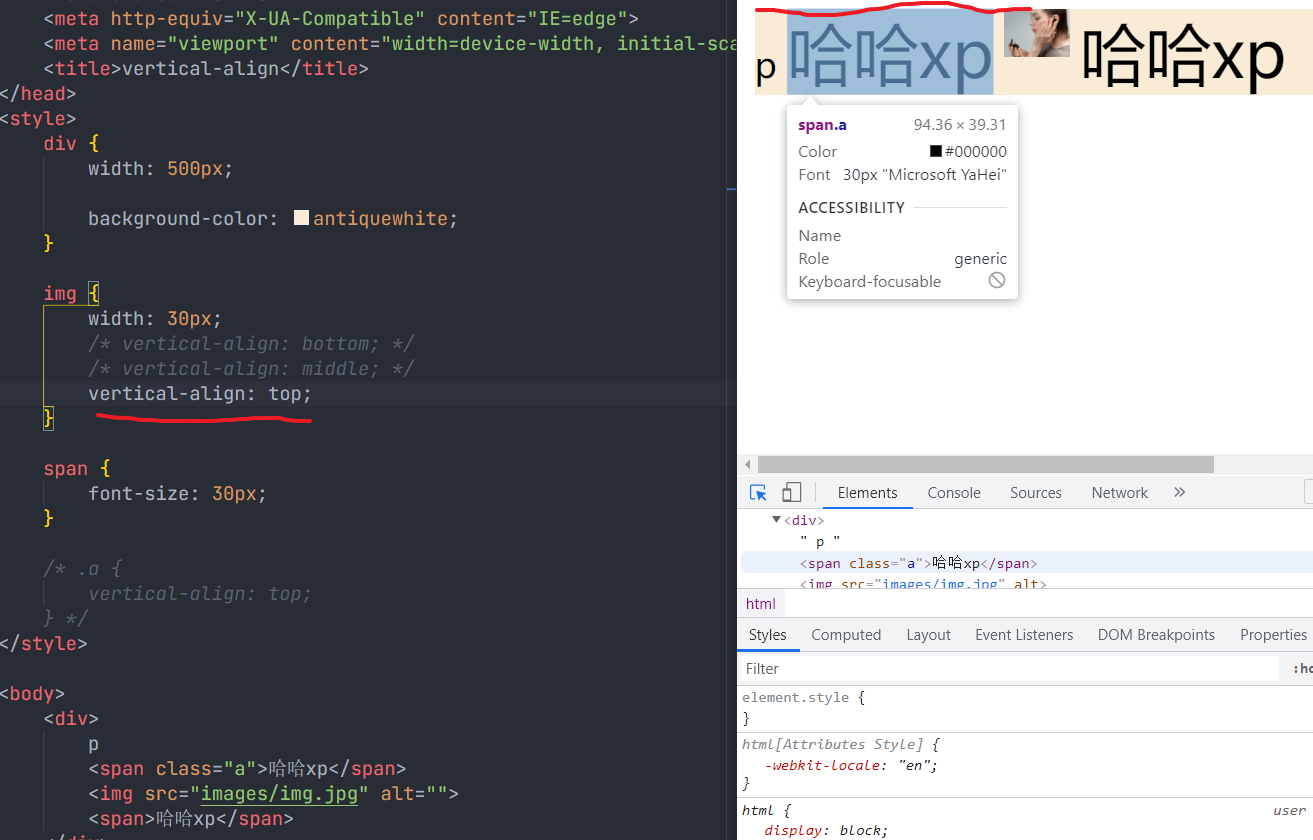 <meta http-equiv="X-UA-Compatible" content="IE=edge">
<meta name="viewport" content="width=device-width, initial-sca
<title>vertical-align</title>
</head>
<style>
div {
width: 500px;
background-color: antiquewhite;
}
img {
width: 30px;
/* vertical-align: bottom; */
/* vertical-align: middle; */
vertical-align: top;
}
span {
font-size: 30px;
}
/* .a {
vertical-align: top;
} */
</style>
<body>
<div>
p
<span class="a">哈哈xp</span>
<img src="images/img.jpg" alt="">
<span>哈哈xp</span>
p 哈哈xp 哈哈xp
span.a 94.36 × 39.31
Color #000000
Font 30px "Microsoft YaHei"
ACCESSIBILITY
Name
Role generic
Keyboard-focusable
Elements Console Sources Network »
▼<div>
" p "
<span class="a">哈哈xp</span>
<img src="images/img.jpg" alt>
html
Styles Computed Layout Event Listeners DOM Breakpoints Properties
Filter :ho
element.style {
}
html[Attributes Style] {
-webkit-locale: "en";
}
html { user
display: block;